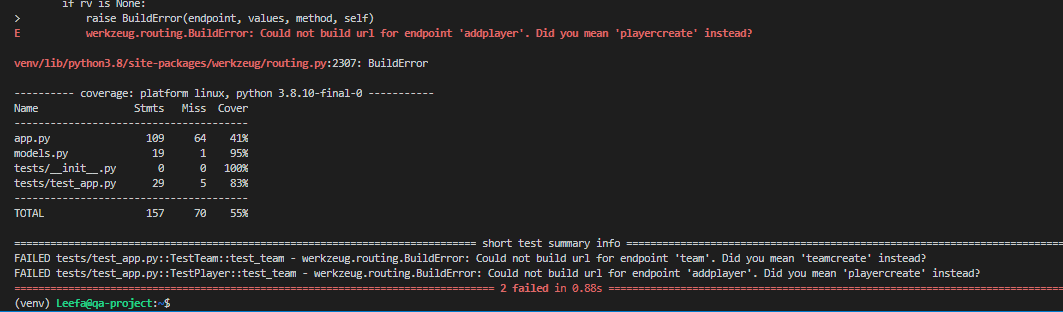 if rv is None:
> raise BuildError(endpoint, values, method, self)
E werkzeug.routing.BuildError: Could not build url for endpoint 'addplayer'. Did you mean 'playercreate' instead?
venv/lib/python3.8/site-packages/werkzeug/routing.py:2307: BuildError
---------- coverage: platform linux, python 3.8.10-final-0 -----------
Name Stmts Miss Cover
---------------------------------------
app.py 109 64 41%
models.py 19 1 95%
tests/__init__.py 0 0 100%
tests/test_app.py 29 5 83%
---------------------------------------
TOTAL 157 70 55%
=========================== short test summary info ===========================
FAILED tests/test_app.py::TestTeam::test_team - werkzeug.routing.BuildError: Could not build url for endpoint 'team'. Did you mean 'teamcreate' instead?
FAILED tests/test_app.py::TestPlayer::test_team - werkzeug.routing.BuildError: Could not build url for endpoint 'addplayer'. Did you mean 'playercreate' instead?
=========================== 2 failed in 0.88s ===========================
(venv) Leefa@qa-project:~$